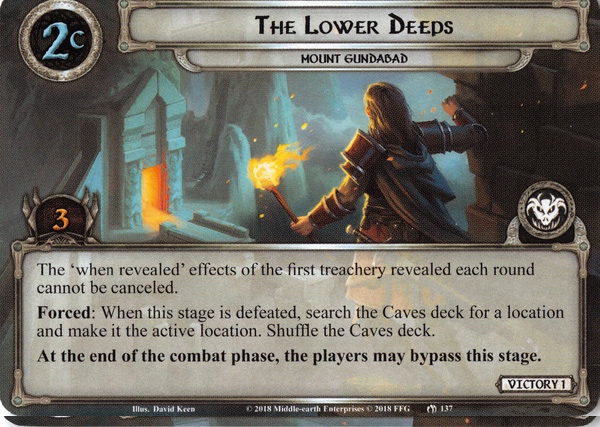 2C
THE LOWER DEEPS
MOUNT GUNDABAD
3
The ‘when revealed’ effects of the first treachery revealed each round
cannot be canceled.
Forced: When this stage is defeated, search the Caves deck for a location
and make it the active location. Shuffle the Caves deck.
At the end of the combat phase, the players may bypass this stage.
VICTORY 1
Illus. David Keen © 2018 Middle-earth Enterprises © 2018 FFG 137